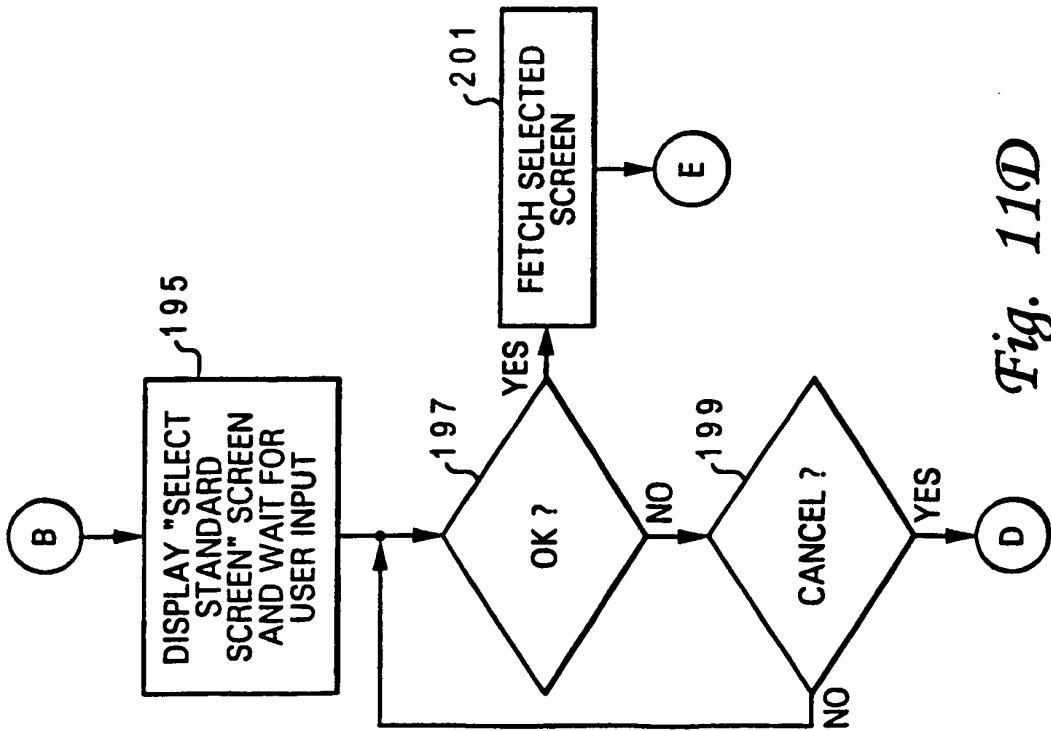 B
195
DISPLAY "SELECT
STANDARD
SCREEN" SCREEN
AND WAIT FOR
USER INPUT
197
OK ?
YES
NO
201
FETCH SELECTED
SCREEN
E
199
CANCEL ?
NO
YES
D
Fig. 11D